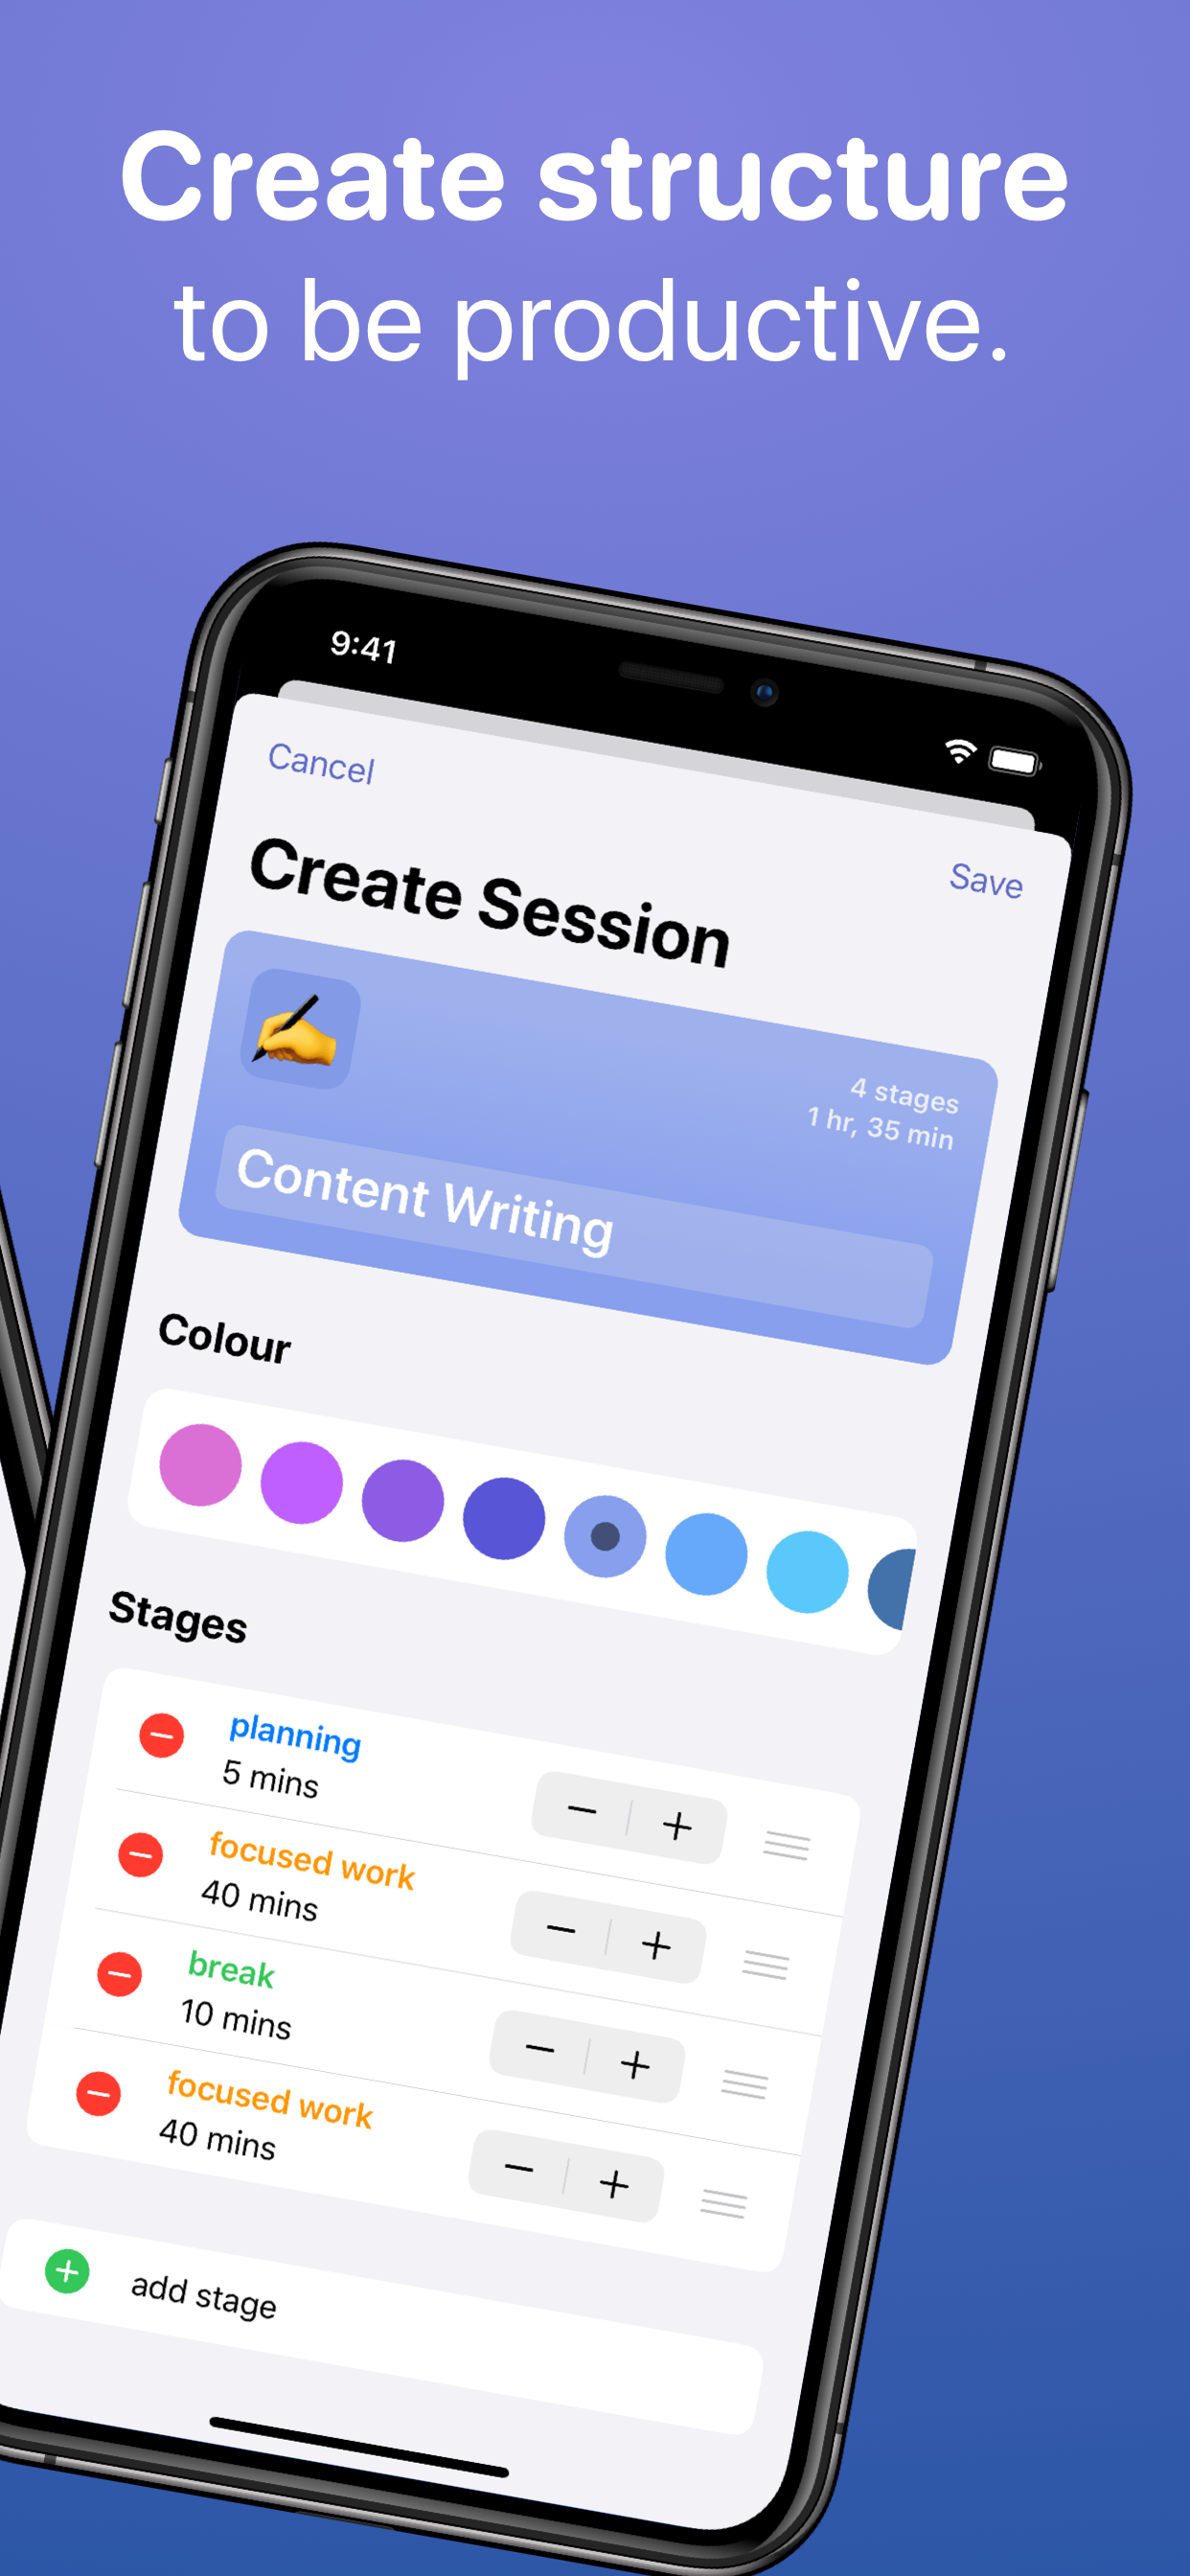 Create structure
to be productive.
9:41
Cancel
Save
Create Session
4 stages
1 hr, 35 min
Content Writing
Colour
Stages
planning
5 mins
focused work
40 mins
break
10 mins
focused work
40 mins
add stage